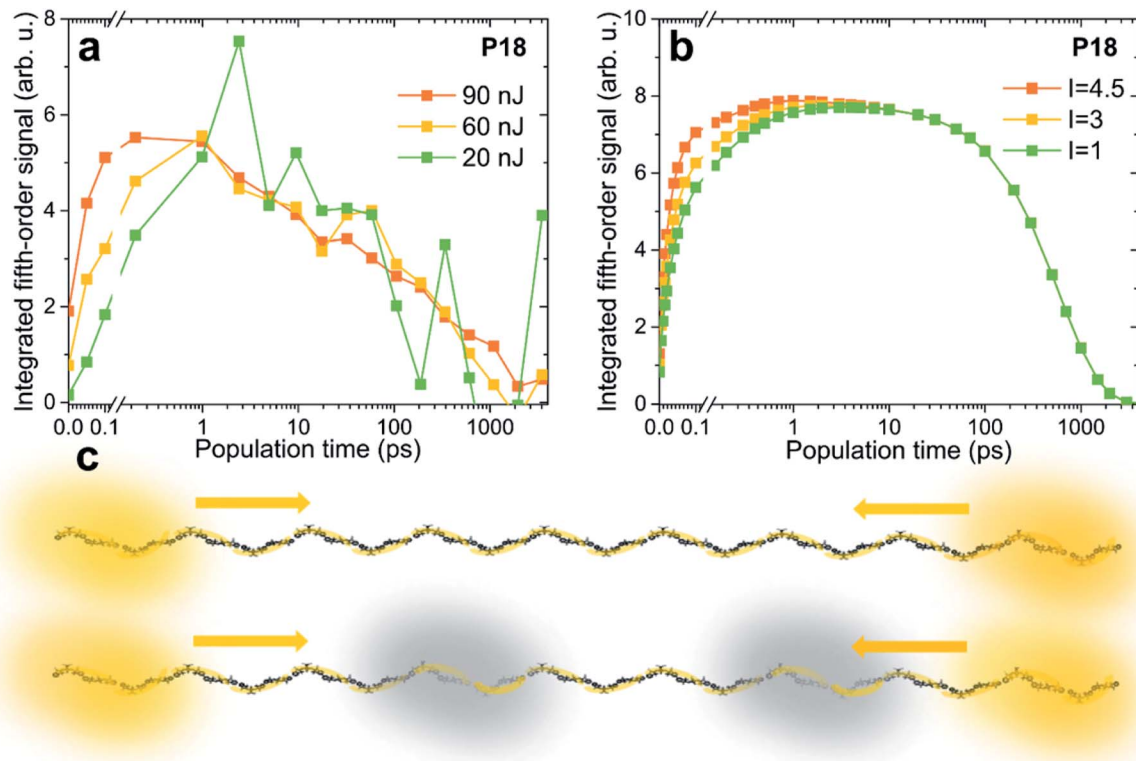 a
P18
90 nJ
60 nJ
20 nJ
Integrated fifth-order signal (arb. u.)
8
6
4
2
0
0.0 0.1 1 10 100 1000
Population time (ps)
b
P18
I=4.5
I=3
I=1
Integrated fifth-order signal (arb. u.)
10
8
6
4
2
0
0.0 0.1 1 10 100 1000
Population time (ps)
c